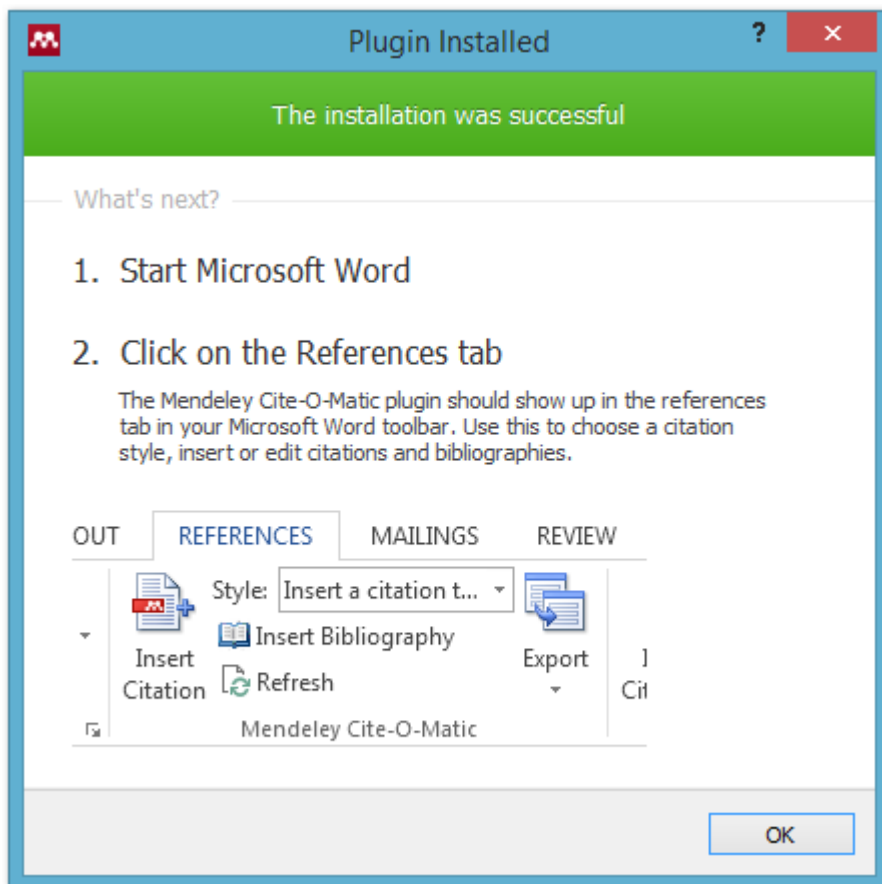 Plugin Installed
?
The installation was successful
What's next?
1. Start Microsoft Word
2. Click on the References tab
The Mendeley Cite-O-Matic plugin should show up in the references
tab in your Microsoft Word toolbar. Use this to choose a citation
style, insert or edit citations and bibliographies.
OUT REFERENCES MAILINGS REVIEW
Style: Insert a citation t...
Insert Bibliography
Insert
Citation
Refresh
Export
Mendeley Cite-O-Matic
OK